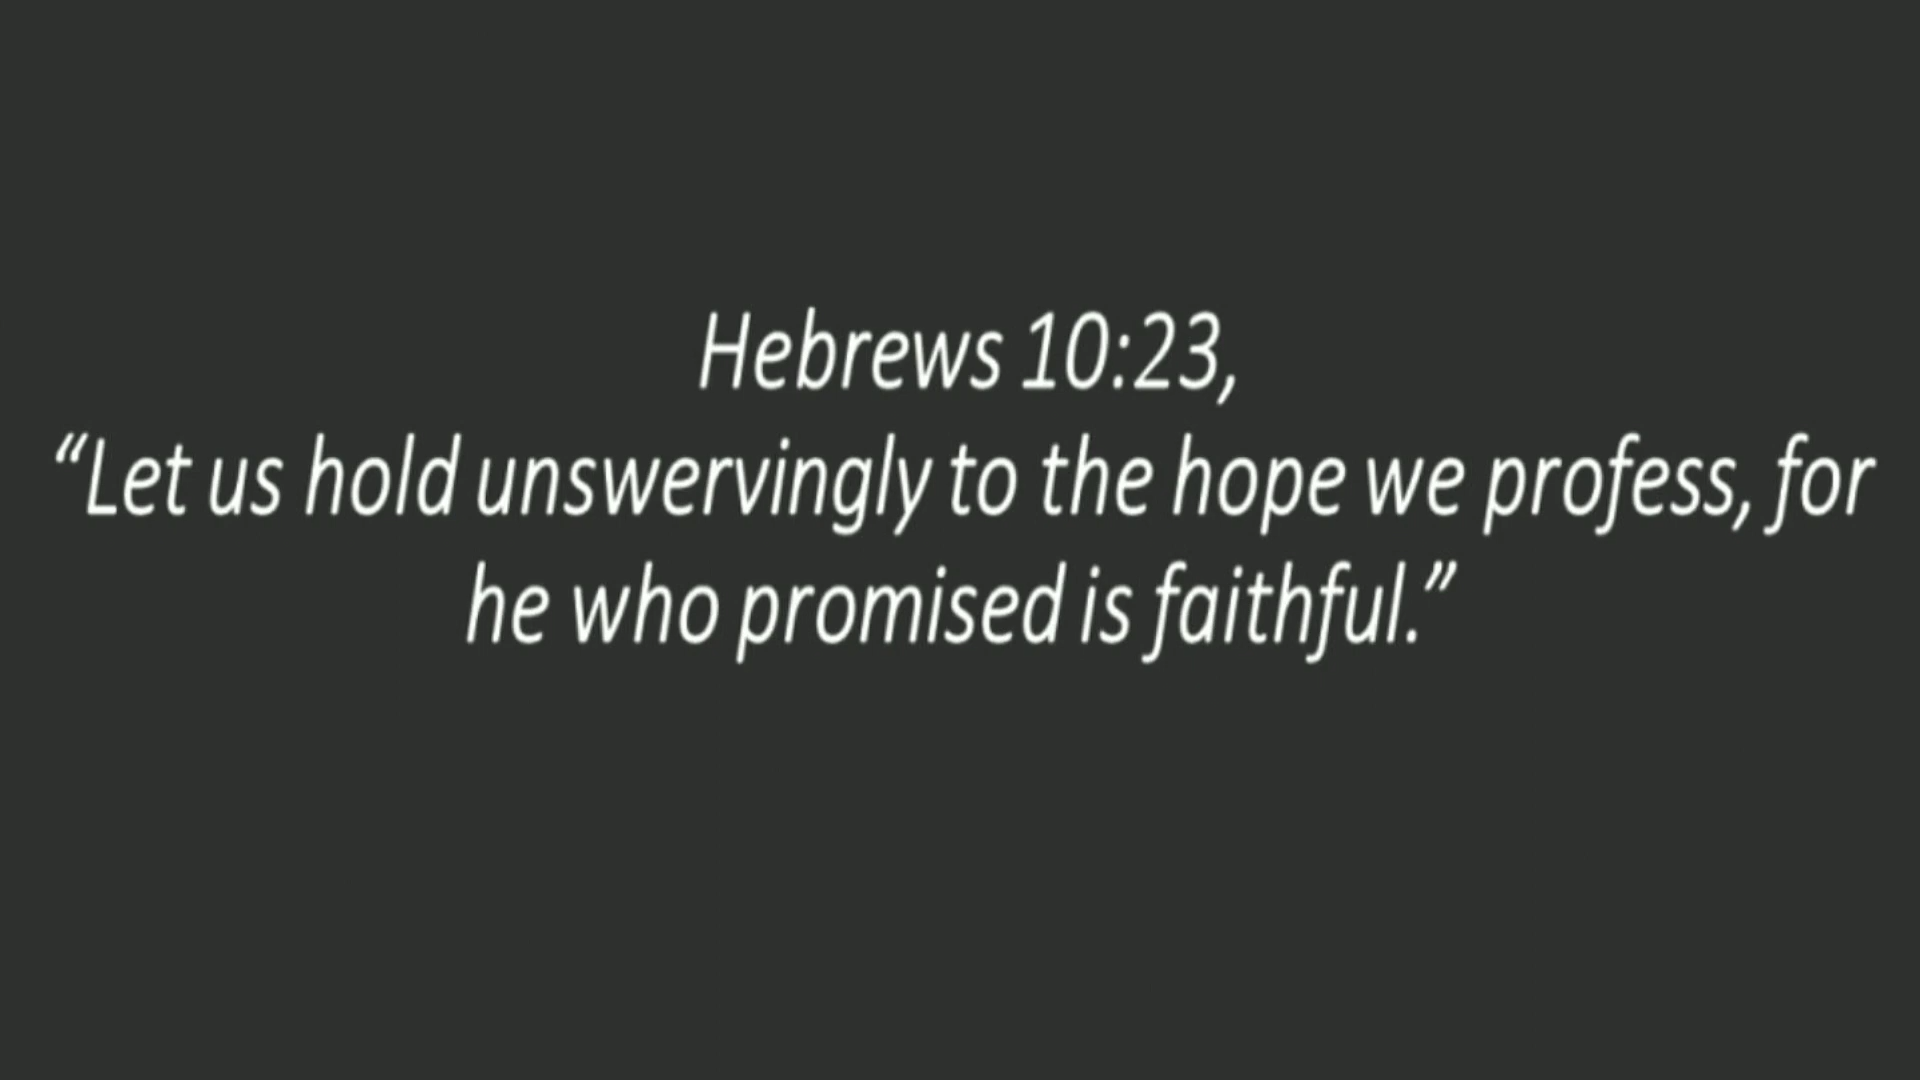 Hebrews 10:23,
“Let us hold unswervingly to the hope we profess, for
he who promised is faithful.”